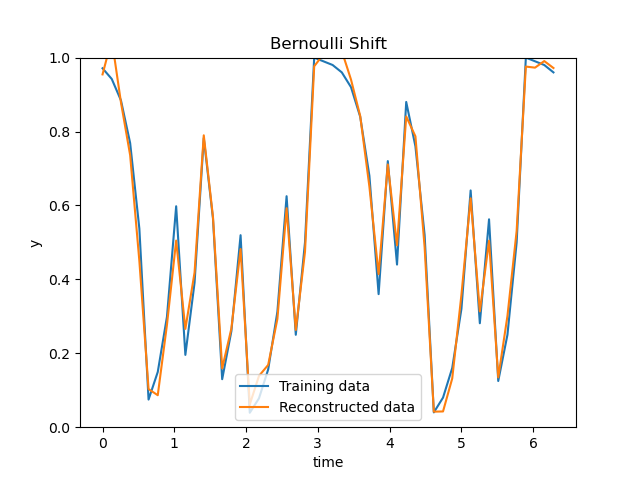 Bernoulli Shift
1.0
0.8
0.6
0.4
0.2
0.0
y
Training data
Reconstructed data
0 1 2 3 4 5 6
time